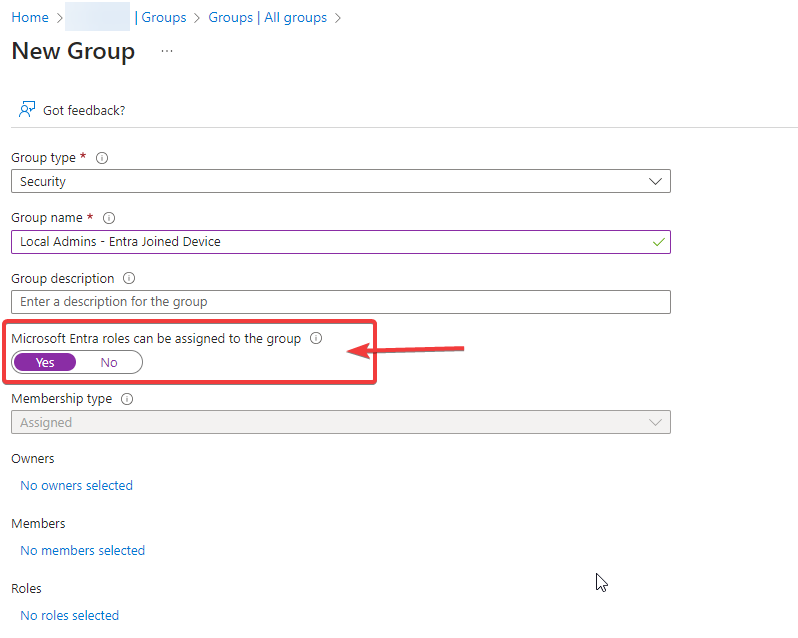 Home > | Groups > Groups | All groups >
New Group ...
Got feedback?
Group type *
Security
Group name *
Local Admins - Entra Joined Device
Group description
Enter a description for the group
Microsoft Entra roles can be assigned to the group
Yes No
Membership type
Assigned
Owners
No owners selected
Members
No members selected
Roles
No roles selected